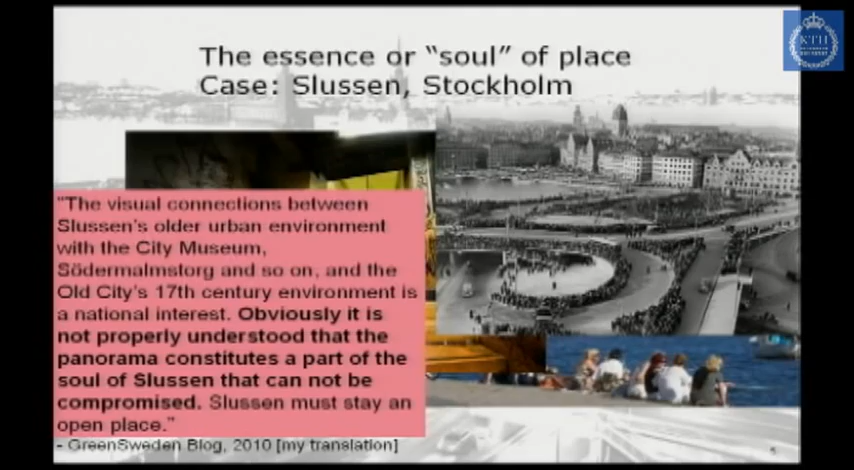 The essence or “soul” of place
Case: Slussen, Stockholm
KTH
"The visual connections between
Slussen's older urban environment
with the City Museum,
Södermalmstorg and so on, and the
Old City's 17th century environment is
a national interest. Obviously it is
not properly understood that the
panorama constitutes a part of the
soul of Slussen that can not be
compromised. Slussen must stay an
open place."
- GreenSweden Blog, 2010 [my translation]
5